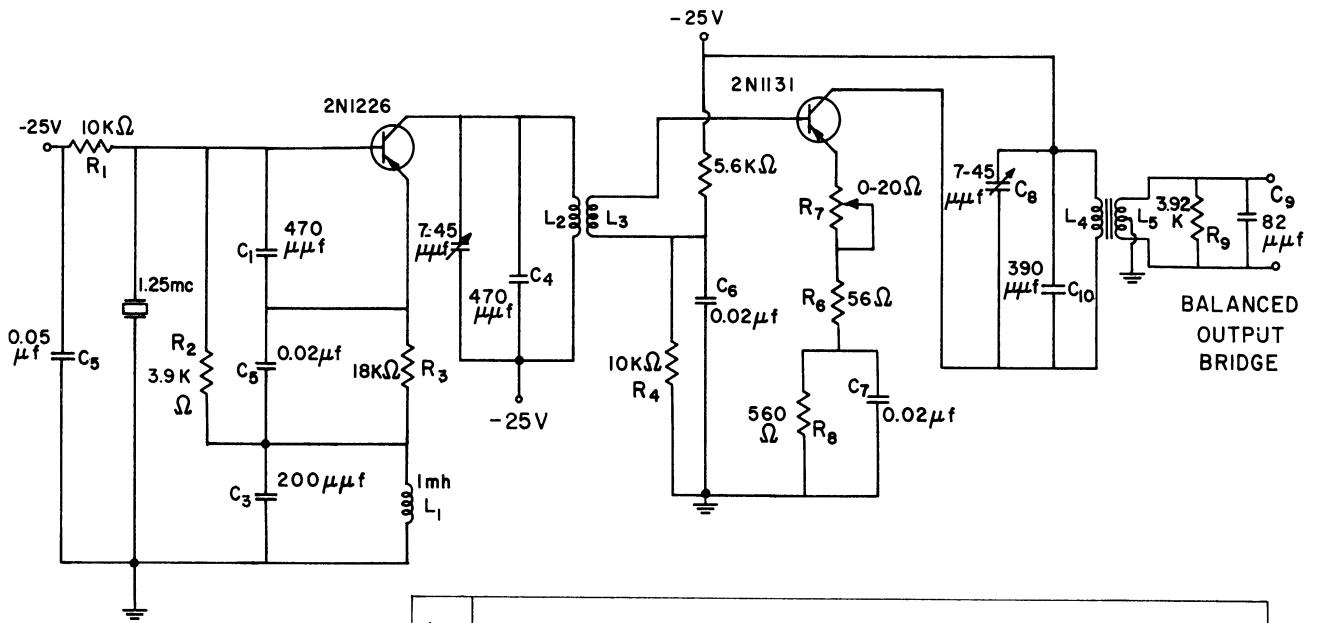 -25V
2N1131
2N1226
-25V
10KΩ
R1
5.6KΩ
0-20Ω
R7
7-45
μμf
C8
L4
L5
3.92
K
R9
C9
82
μμf
470
μμf
C1
7-45
μμf
L2
L3
C4
470
μμf
1.25mc
C6
0.02μf
R6
56Ω
390
μμf
C10
BALANCED
OUTPUT
BRIDGE
0.05
μf
C5
R2
3.9K
Ω
C5
0.02μf
18KΩ
R3
-25V
10KΩ
R4
560
Ω
R8
C7
0.02μf
C3
200μμf
1mh
L1